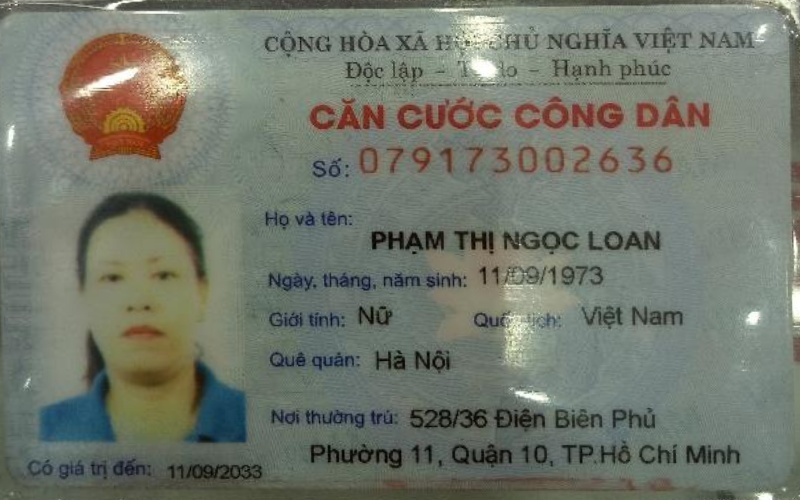 CỘNG HÒA XÃ HỘI CHỦ NGHĨA VIỆT NAM
Độc lập - Tự do - Hạnh phúc
CĂN CƯỚC CÔNG DÂN
Số: 079173002636
Họ và tên:
PHẠM THỊ NGỌC LOAN
Ngày, tháng, năm sinh: 11/09/1973
Giới tính: Nữ Quốc tịch: Việt Nam
Quê quán: Hà Nội
Nơi thường trú: 528/36 Điện Biên Phủ
Phường 11, Quận 10, TP.Hồ Chí Minh
Có giá trị đến: 11/09/2033